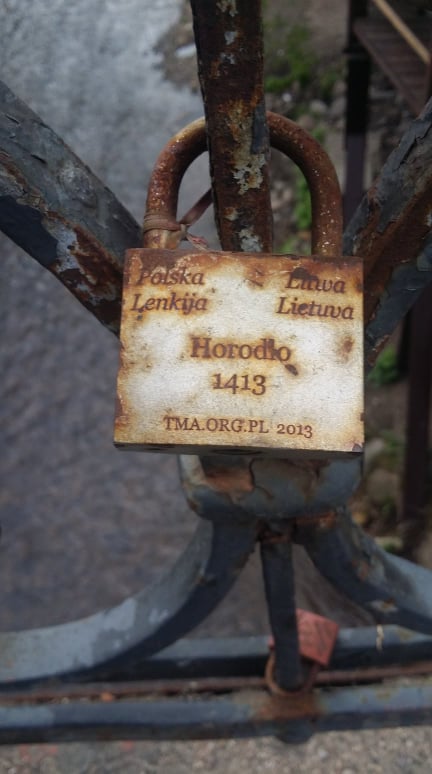 Polska Litwa
Lenkija Lietuva
Horodło
1413
TMA.ORG.PL 2013